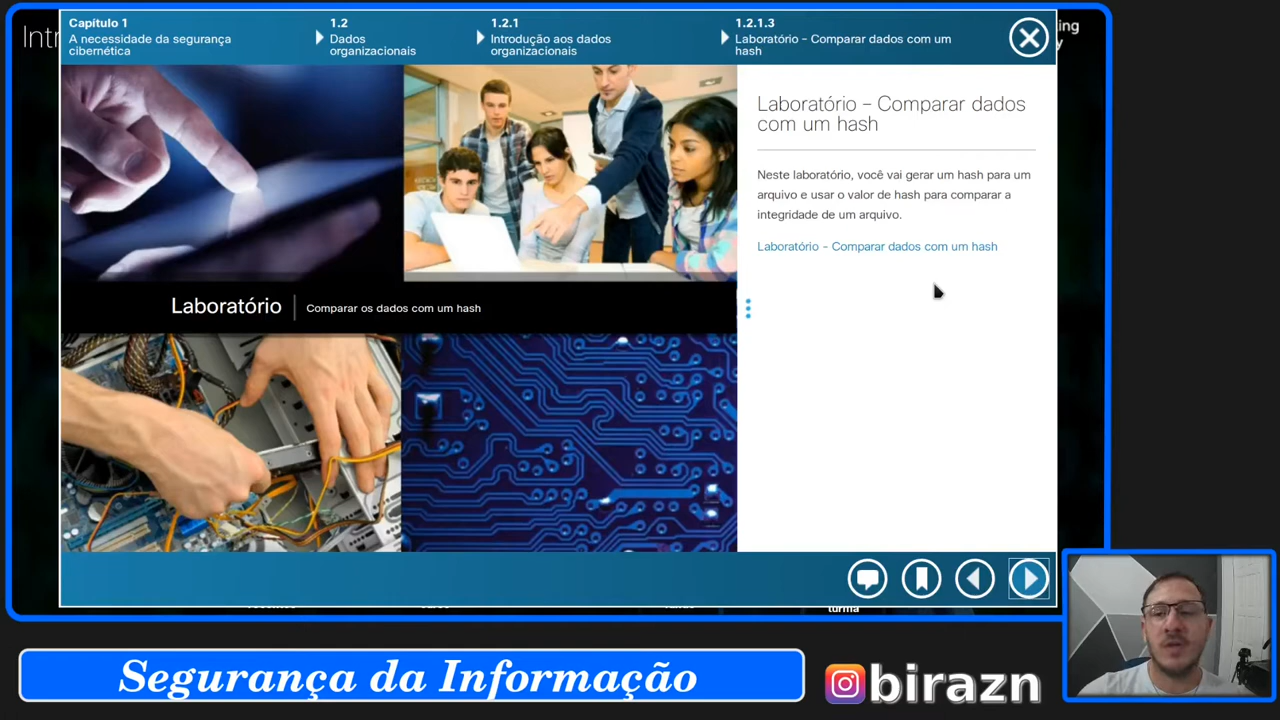 Intr
Capítulo 1
A necessidade da segurança
cibernética
1.2
Dados
organizacionais
1.2.1
Introdução aos dados
organizacionais
1.2.1.3
Laboratório – Comparar dados com um
hash
king
y
Laboratório – Comparar dados
com um hash
Neste laboratório, você vai gerar um hash para um
arquivo e usar o valor de hash para comparar a
integridade de um arquivo.
Laboratório – Comparar dados com um hash
Laboratório | Comparar os dados com um hash
turma
Segurança da Informação
birazn